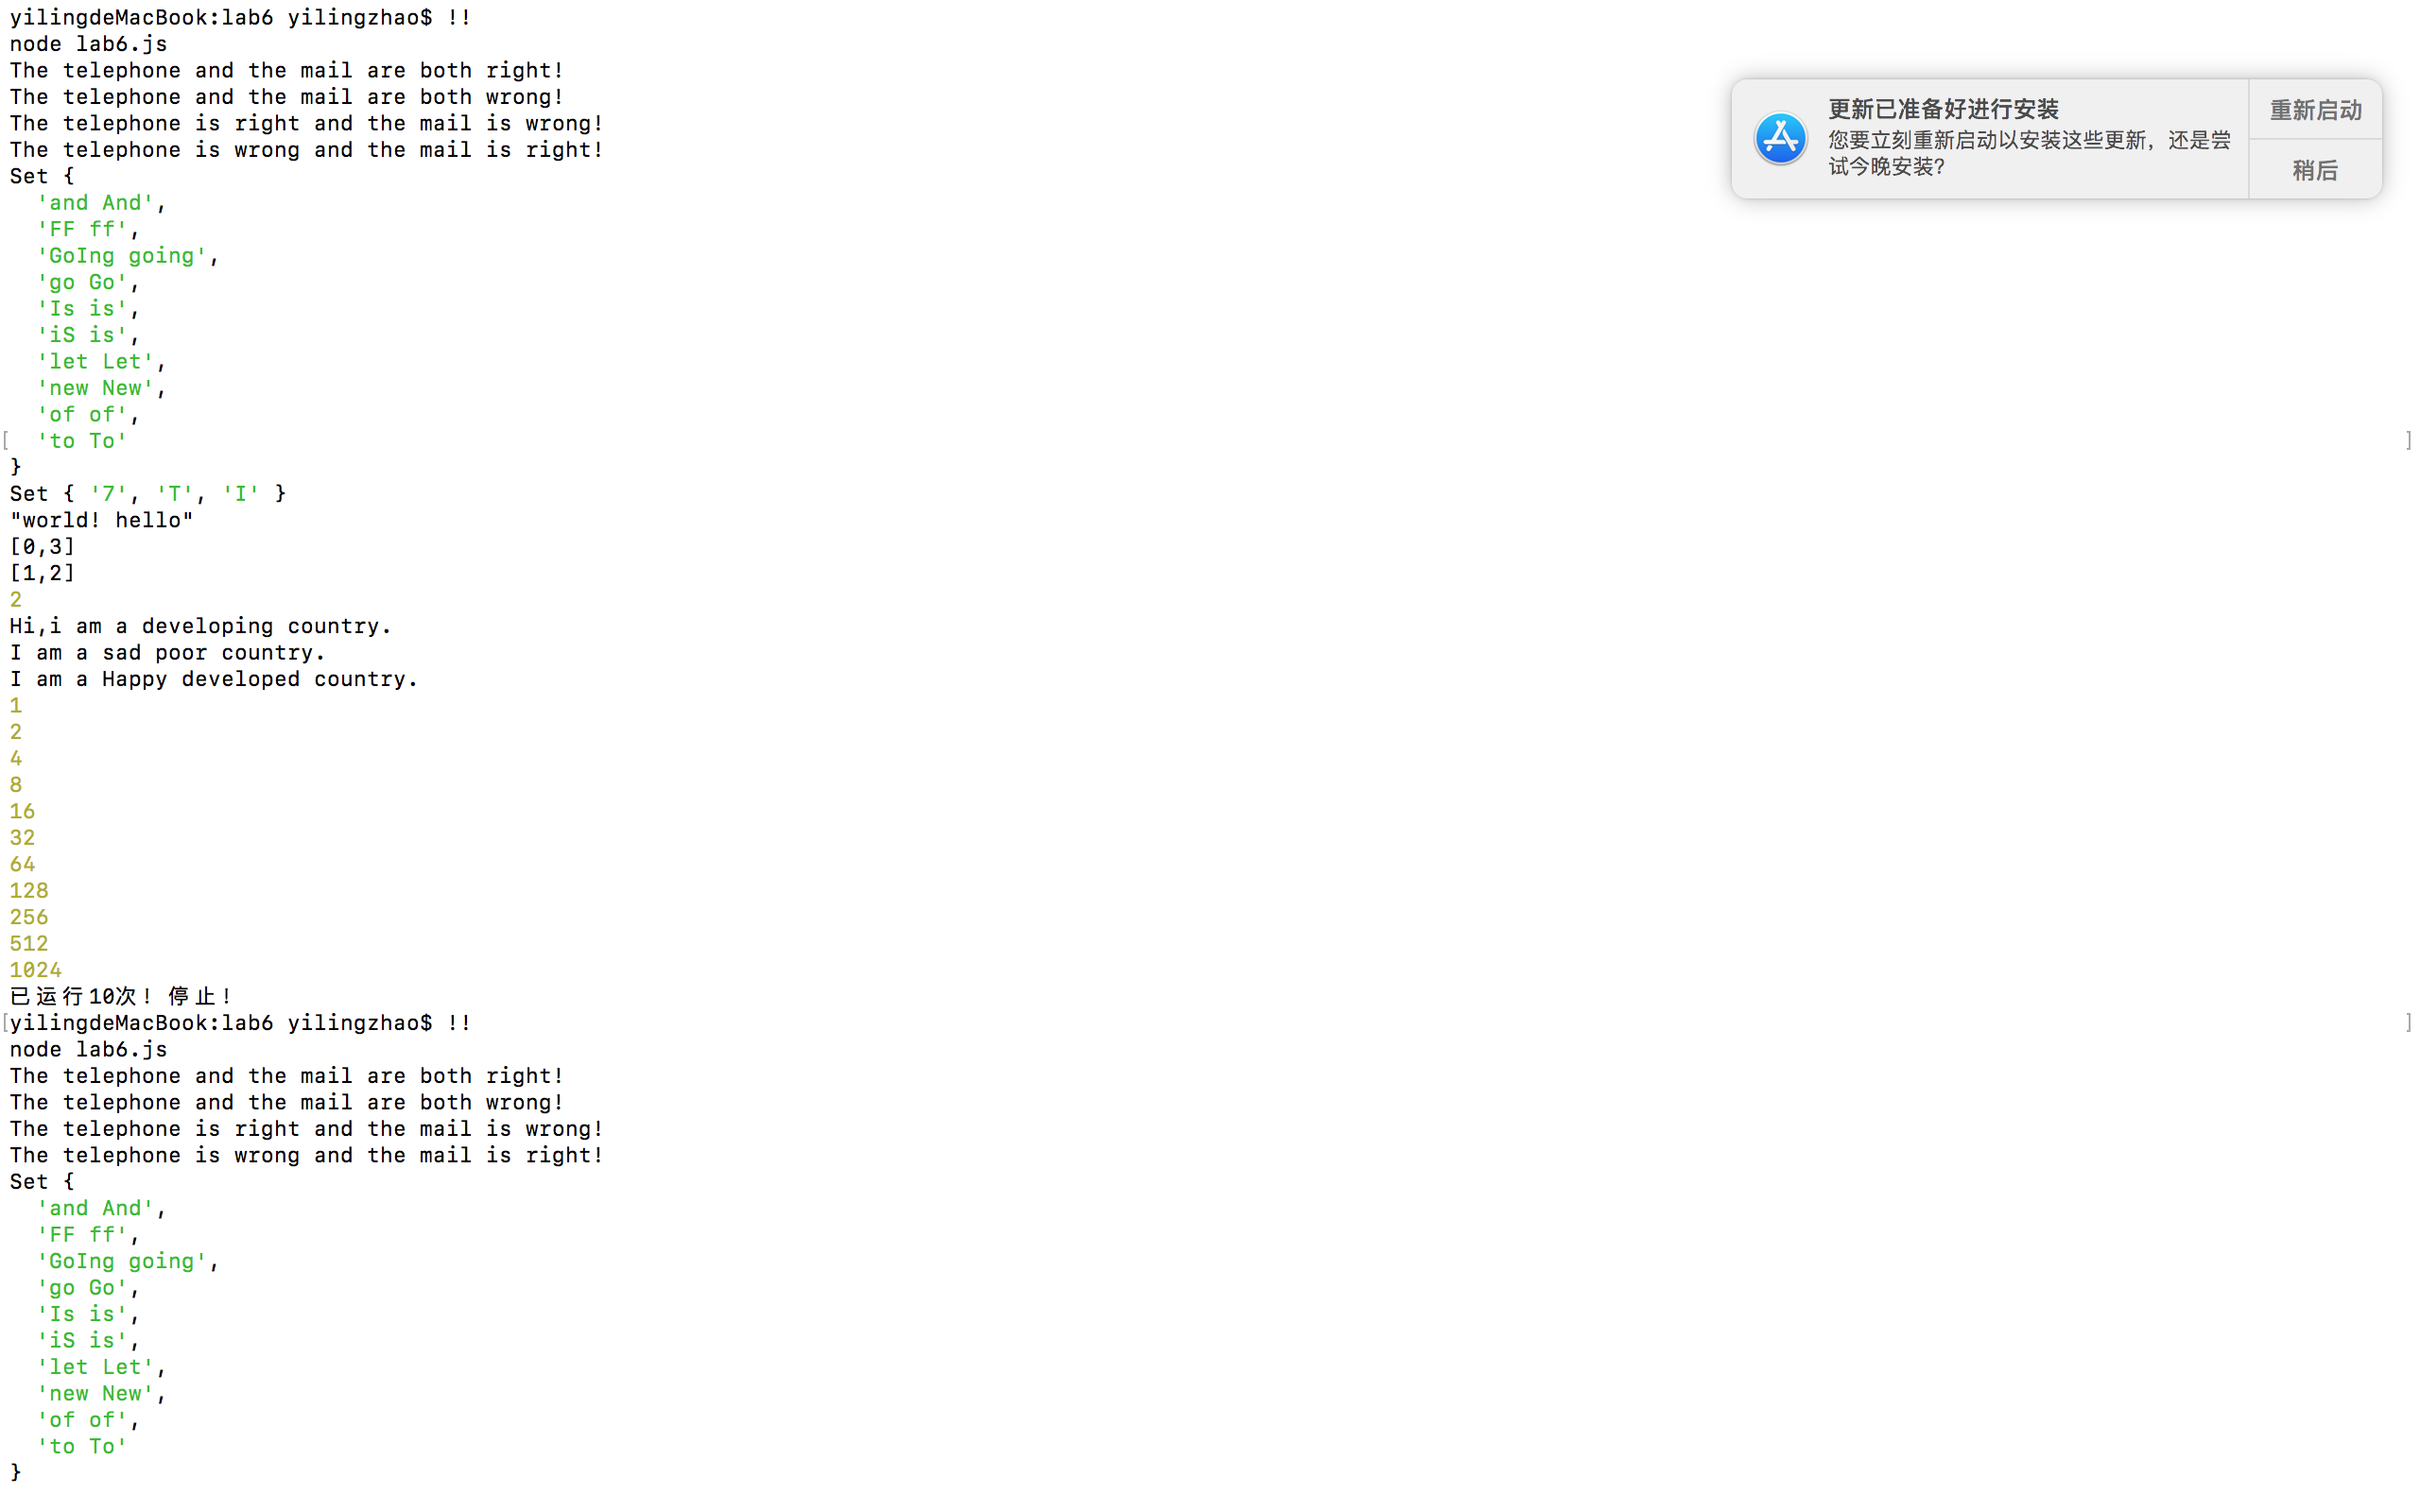 yilingdeMacBook:lab6 yilingzhao$ !!
node lab6.js
The telephone and the mail are both right!
The telephone and the mail are both wrong!
The telephone is right and the mail is wrong!
The telephone is wrong and the mail is right!
Set {
  'and And',
  'FF ff',
  'GoIng going',
  'go Go',
  'Is is',
  'iS is',
  'let Let',
  'new New',
  'of of',
[  'to To' ]
}
Set { '7', 'T', 'I' }
"world! hello"
[0,3]
[1,2]
2
Hi,i am a developing country.
I am a sad poor country.
I am a Happy developed country.
1
2
4
8
16
32
64
128
256
512
1024
已运行10次！停止！
[yilingdeMacBook:lab6 yilingzhao$ !! ]
node lab6.js
The telephone and the mail are both right!
The telephone and the mail are both wrong!
The telephone is right and the mail is wrong!
The telephone is wrong and the mail is right!
Set {
  'and And',
  'FF ff',
  'GoIng going',
  'go Go',
  'Is is',
  'iS is',
  'let Let',
  'new New',
  'of of',
  'to To'
}
更新已准备好进行安装
您要立刻重新启动以安装这些更新，还是尝
试今晚安装？
重新启动
稍后